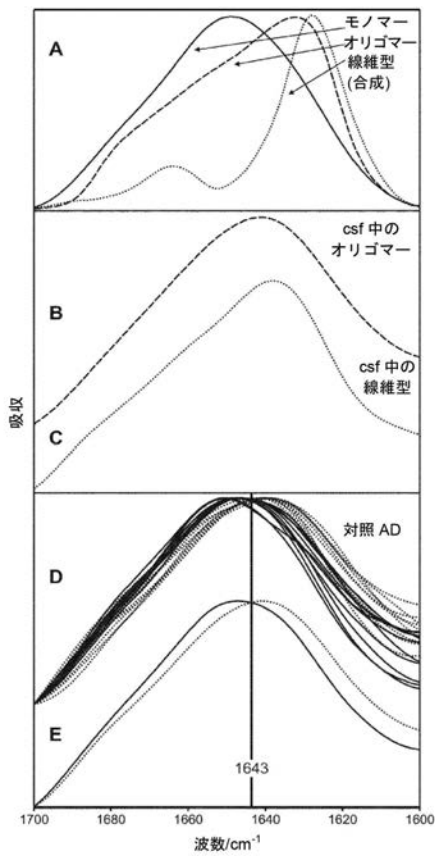 A
モノマー
オリゴマー
線維型
(合成)
csf 中の
オリゴマー
B
csf 中の
線維型
C
吸収
対照 AD
D
E
1643
1700
1680
1660
1640
1620
1600
波数/cm⁻¹